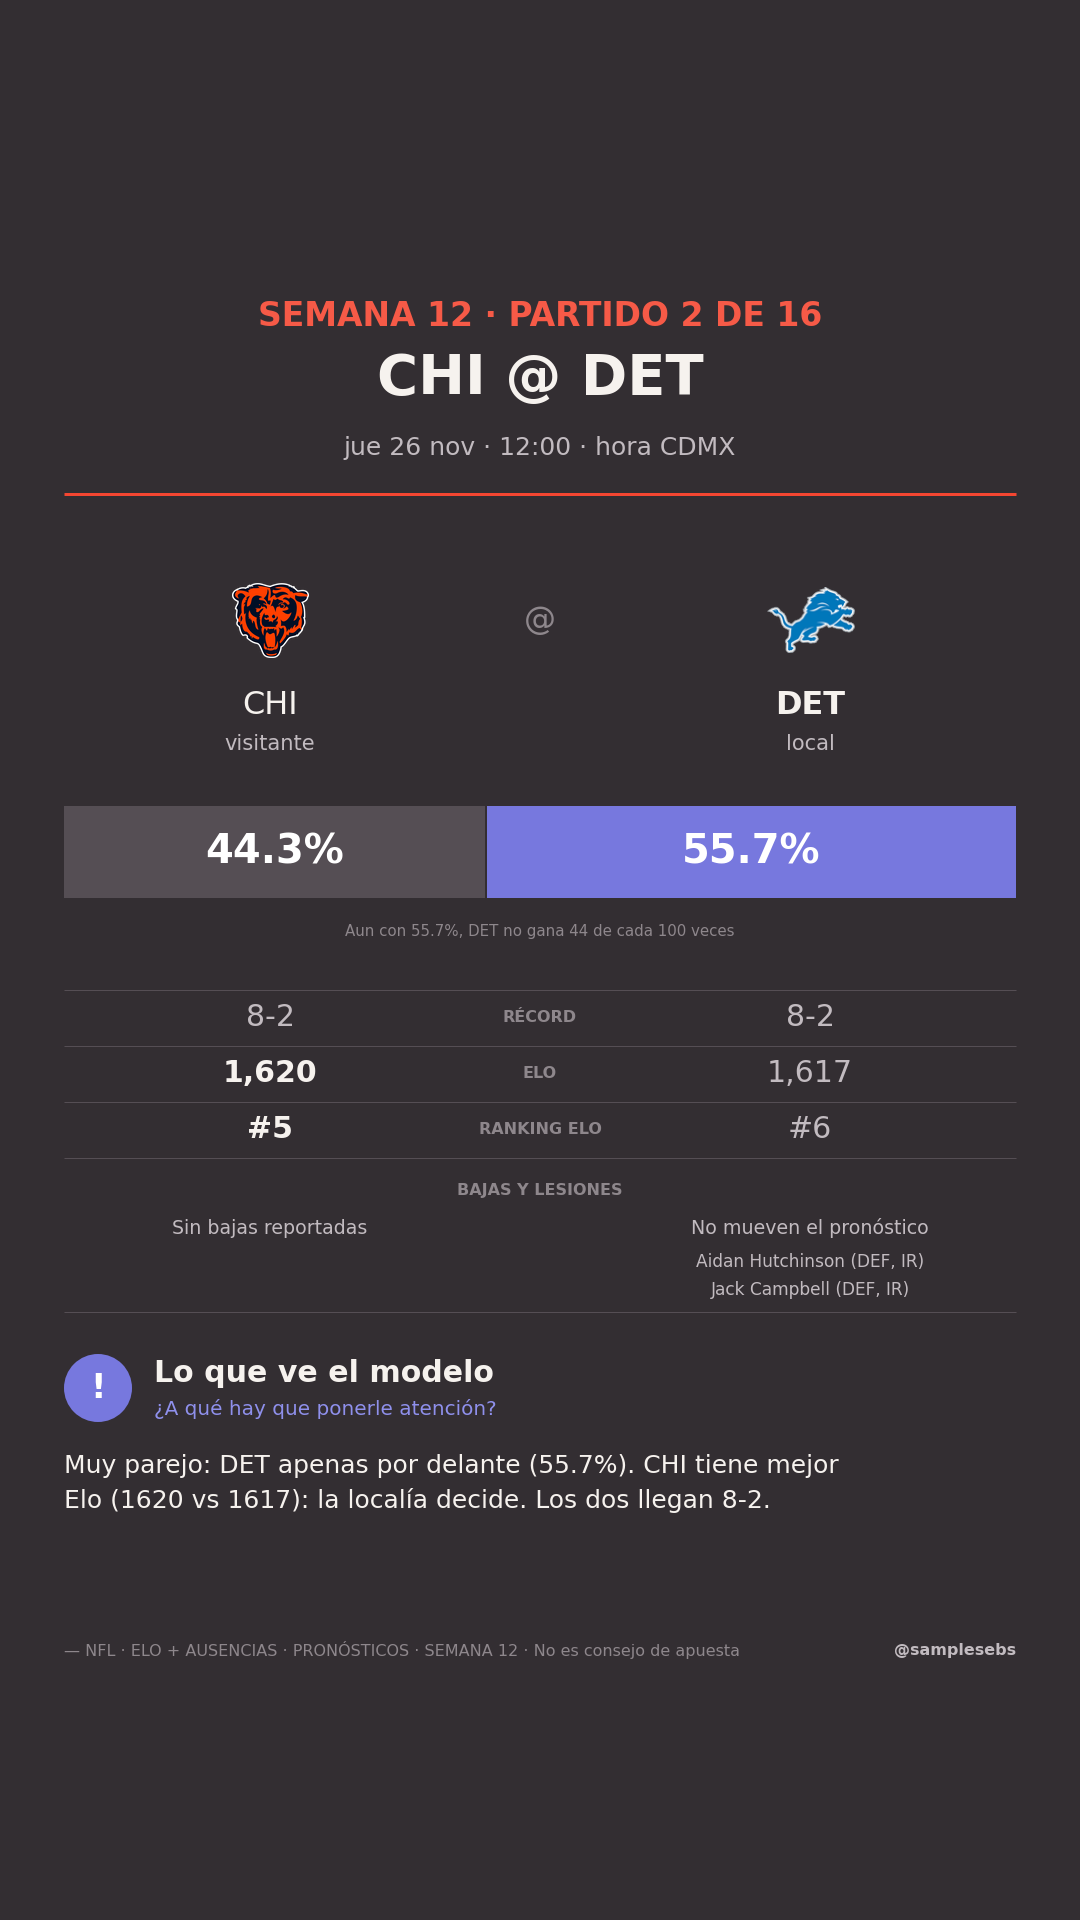 SEMANA 12 · PARTIDO 2 DE 16
CHI @ DET
jue 26 nov · 12:00 · hora CDMX
@
CHI
DET
visitante
local
44.3%
55.7%
Aun con 55.7%, DET no gana 44 de cada 100 veces
8-2 RÉCORD 8-2
1,620 ELO 1,617
#5 RANKING ELO #6
BAJAS Y LESIONES
Sin bajas reportadas
No mueven el pronóstico
Aidan Hutchinson (DEF, IR)
Jack Campbell (DEF, IR)
!
Lo que ve el modelo
¿A qué hay que ponerle atención?
Muy parejo: DET apenas por delante (55.7%). CHI tiene mejor
Elo (1620 vs 1617): la localía decide. Los dos llegan 8-2.
— NFL · ELO + AUSENCIAS · PRONÓSTICOS · SEMANA 12 · No es consejo de apuesta
@samplesebs